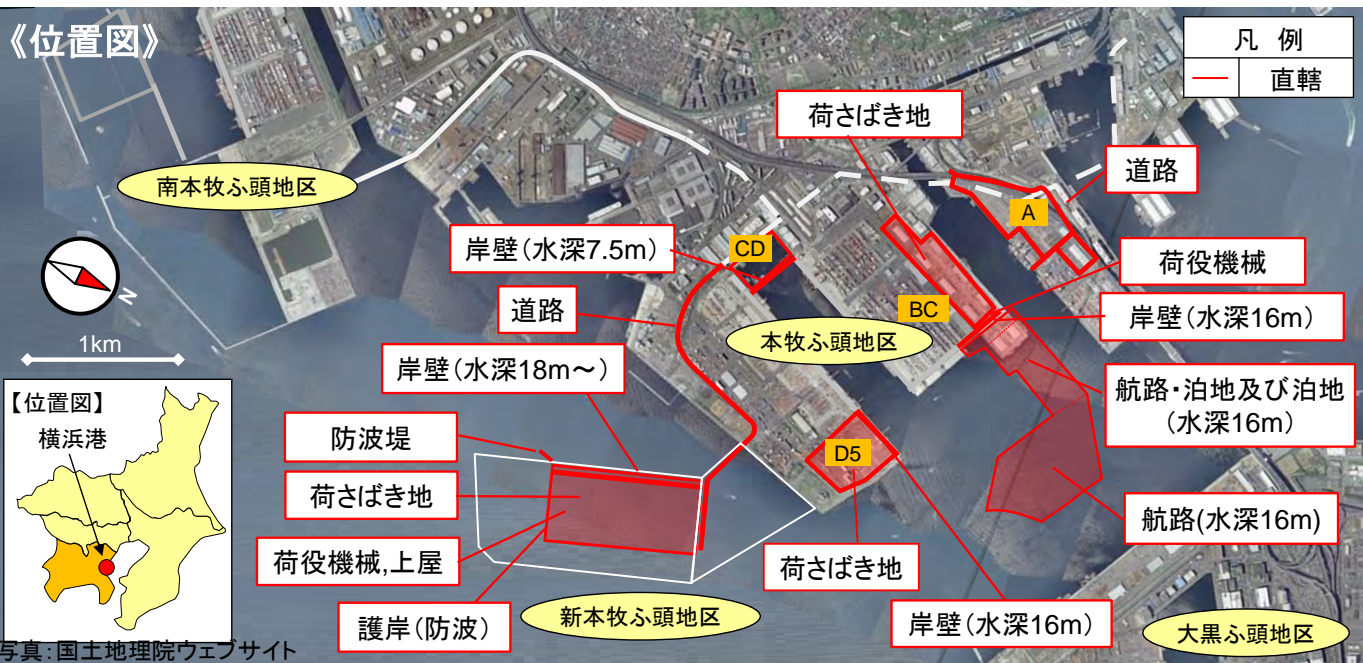 《位置図》
凡 例
直轄
荷さばき地
道路
南本牧ふ頭地区
A
岸壁(水深7.5m)
CD
荷役機械
N
道路
BC
岸壁(水深16m)
1km
本牧ふ頭地区
岸壁(水深18m～)
航路・泊地及び泊地
(水深16m)
【位置図】
横浜港
防波堤
D5
荷さばき地
航路(水深16m)
荷役機械,上屋
荷さばき地
護岸(防波)
新本牧ふ頭地区
岸壁(水深16m)
大黒ふ頭地区
写真:国土地理院ウェブサイト